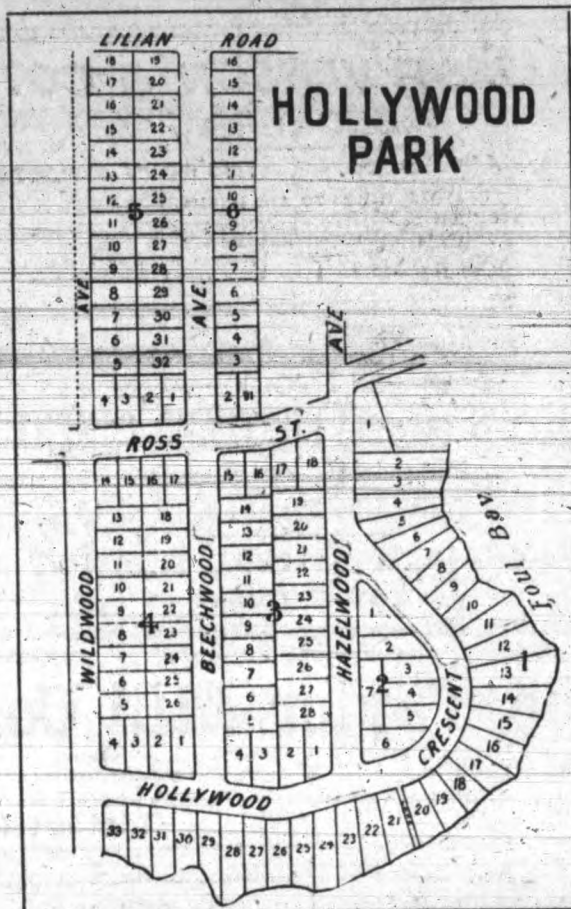 LILIAN ROAD
HOLLYWOOD
PARK
18 19 16
17 20 15
16 21 14
15 22 13
14 23 12
13 24
12 25 10
5 6
11 26 9
10 27 8
9 28 7
AVE. AVE.
8 29 6
7 30 5
6 31 4
AVE
5 32 3
4 3 2 1 2
ROSS ST.
1
2
3
4
5
6
7
8
9
10
11
12
13
14
15
16
17
18
19
20
21
22
23
24
25
26
27
28
29
30
31
32
33
1
Foul Bay
14 15 16 17
13 18
12 19
11 20
10 21
9 22
4
8 23
7 24
6 25
5 26
4 3 2 1
WILDWOOD
BEECHWOOD
15 16 17 18
14 19
13 20
12 21
11 22
10 23
3
9 24
8 25
7 26
6 27
28
4 3 2 1
HAZELWOOD
1
2
3
2
7 4
5
6
HOLLYWOOD CRESCENT